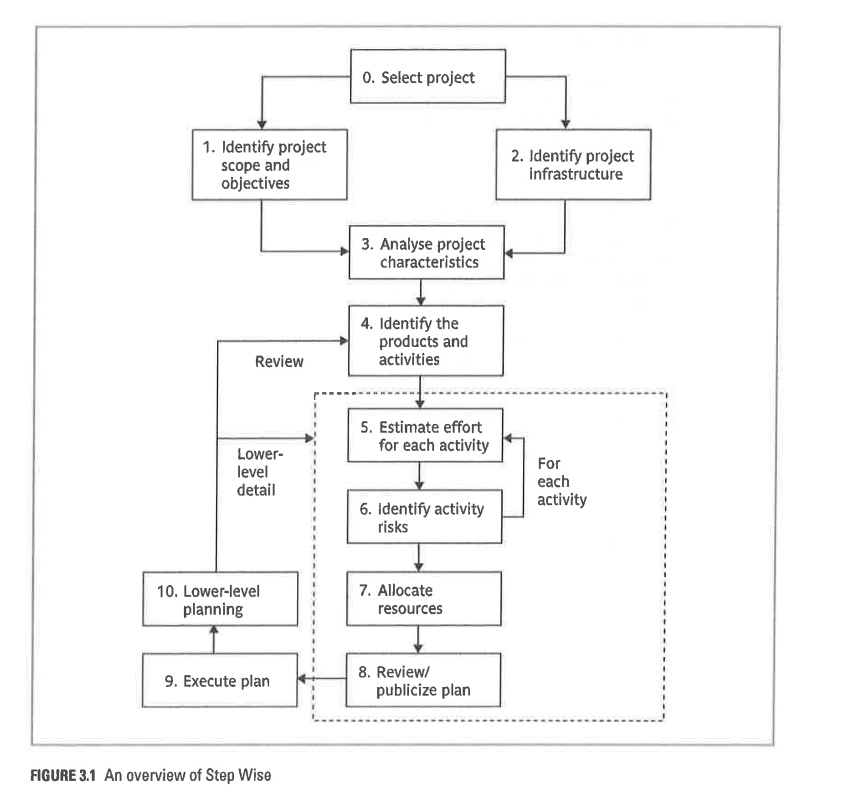 0. Select project
1. Identify project
scope and
objectives
2. Identify project
infrastructure
3. Analyse project
characteristics
4. Identify the
products and
activities
Review
5. Estimate effort
for each activity
Lower-
level
detail
For
each
activity
6. Identify activity
risks
10. Lower-level
planning
7. Allocate
resources
9. Execute plan
8. Review/
publicize plan
FIGURE 3.1 An overview of Step Wise